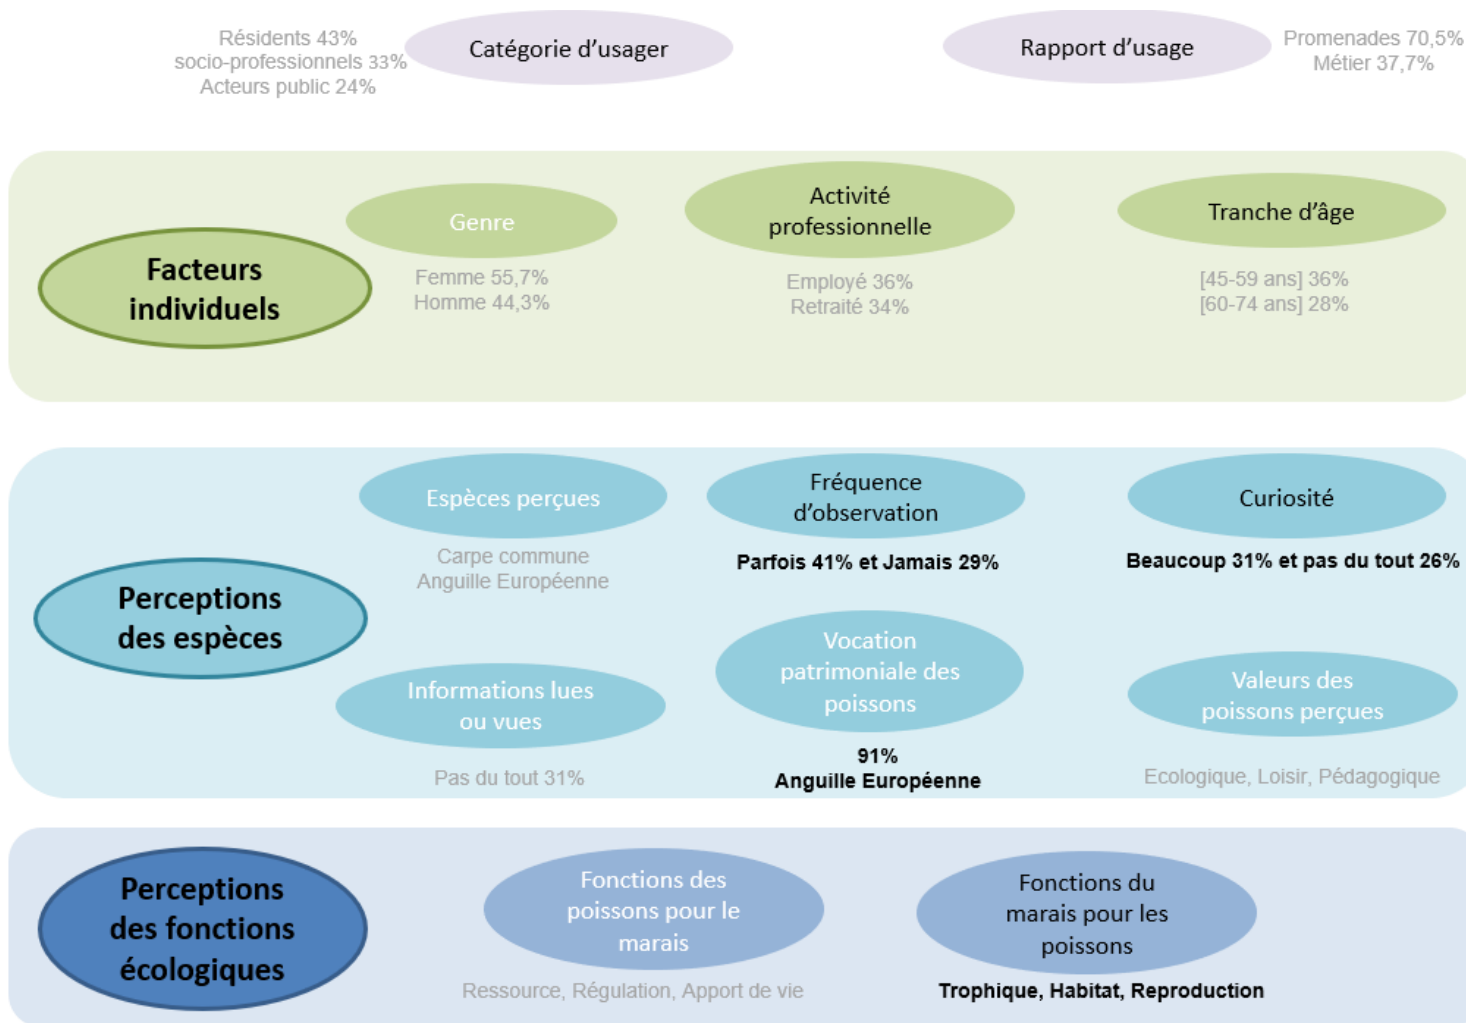 Résidents 43%
socio-professionnels 33%
Acteurs public 24%
Catégorie d'usager
Rapport d'usage
Promenades 70,5%
Métier 37,7%
Facteurs
individuels
Genre
Femme 55,7%
Homme 44,3%
Activité
professionnelle
Employé 36%
Retraité 34%
Tranche d'âge
[45-59 ans] 36%
[60-74 ans] 28%
Perceptions
des espèces
Espèces perçues
Carpe commune
Anguille Européenne
Fréquence
d'observation
Parfois 41% et Jamais 29%
Curiosité
Beaucoup 31% et pas du tout 26%
Informations lues
ou vues
Pas du tout 31%
Vocation
patrimoniale des
poissons
91%
Anguille Européenne
Valeurs des
poissons perçues
Ecologique, Loisir, Pédagogique
Perceptions
des fonctions
écologiques
Fonctions des
poissons pour le
marais
Ressource, Régulation, Apport de vie
Fonctions du
marais pour les
poissons
Trophique, Habitat, Reproduction